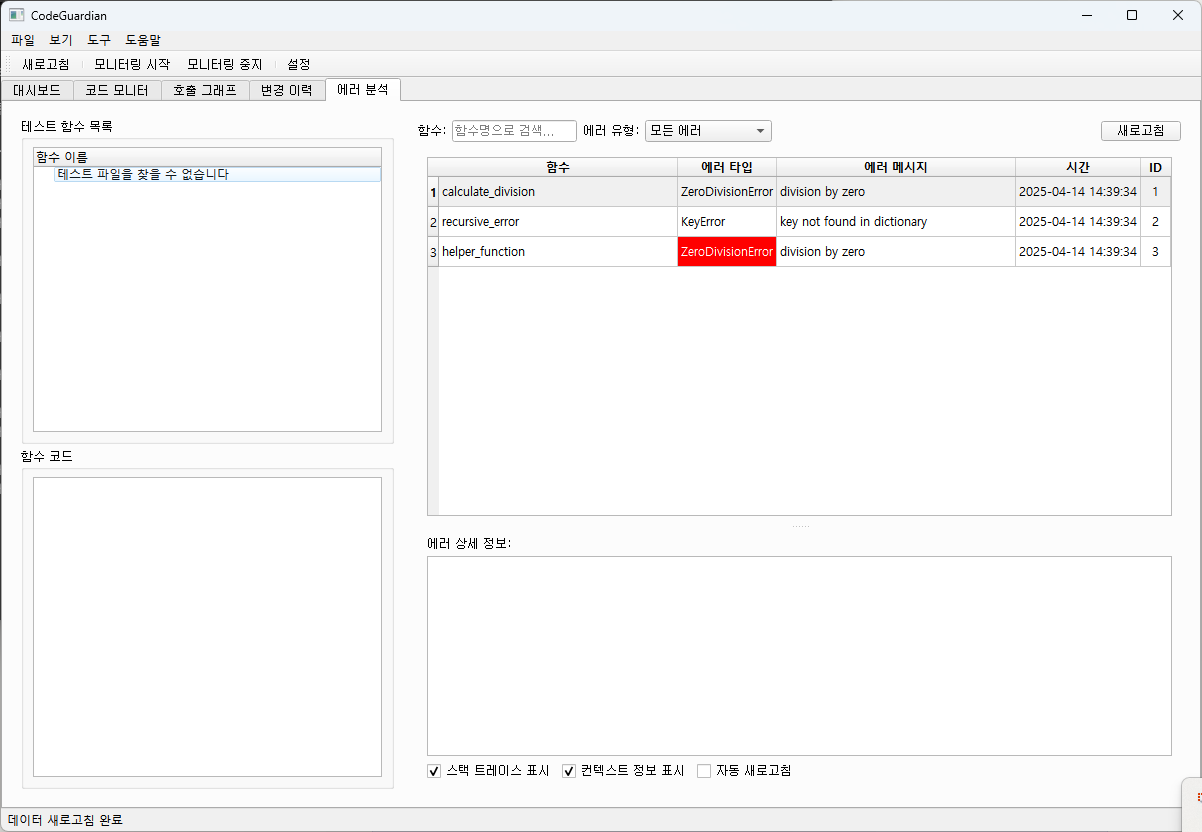 CodeGuardian
파일 보기 도구 도움말
새로고침 모니터링 시작 모니터링 중지 설정
대시보드 코드 모니터 호출 그래프 변경 이력 에러 분석
테스트 함수 목록
함수 이름
테스트 파일을 찾을 수 없습니다
함수 코드
함수: 함수명으로 검색... 에러 유형: 모든 에러 새로고침
함수 에러 타입 에러 메시지 시간 ID
1 calculate_division ZeroDivisionError division by zero 2025-04-14 14:39:34 1
2 recursive_error KeyError key not found in dictionary 2025-04-14 14:39:34 2
3 helper_function ZeroDivisionError division by zero 2025-04-14 14:39:34 3
에러 상세 정보:
스택 트레이스 표시 컨텍스트 정보 표시 자동 새로고침
데이터 새로고침 완료